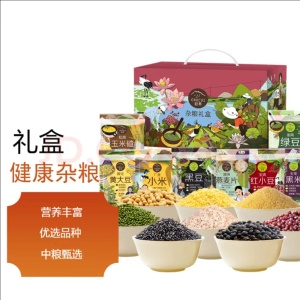 礼盒
健康杂粮
营养丰富
优选品种
中粮甄选
杂粮礼盒
玉米碴
绿豆
黄大豆
小米
黑豆
燕麦片
红小豆
黑米